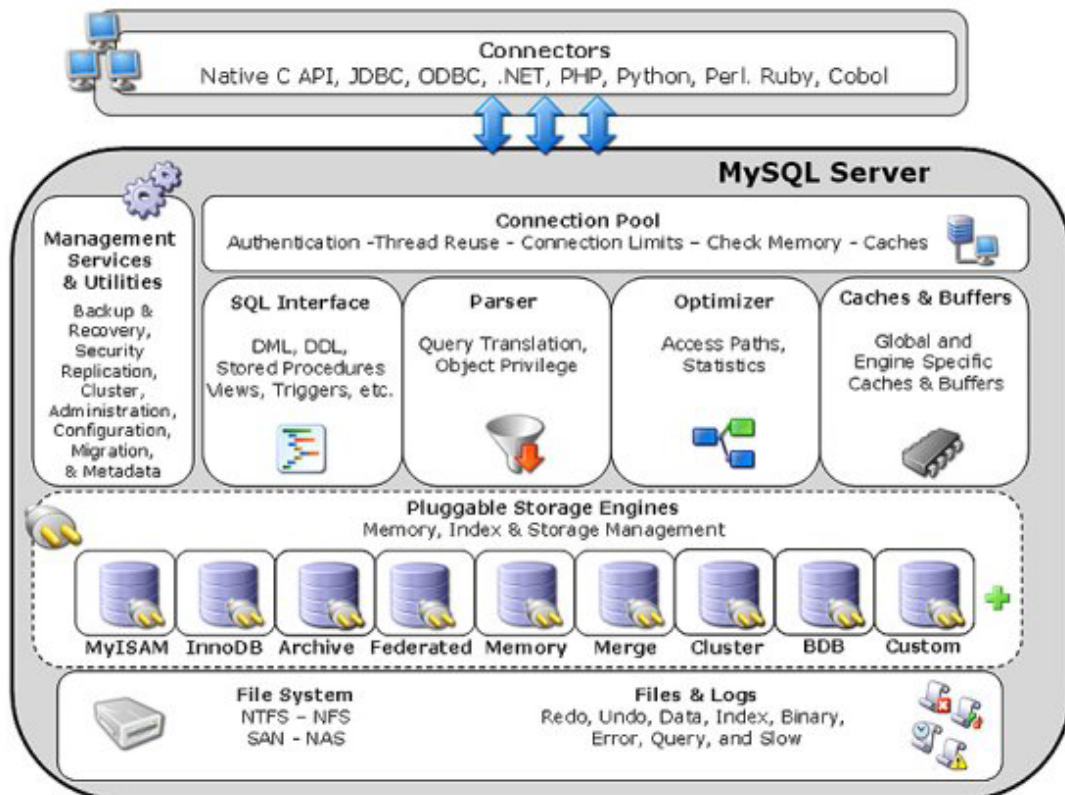 Connectors
Native C API, JDBC, ODBC, .NET, PHP, Python, Perl. Ruby, Cobol
MySQL Server
Management
Services
& Utilities
Backup &
Recovery,
Security
Replication,
Cluster,
Administration,
Configuration,
Migration,
& Metadata
Connection Pool
Authentication -Thread Reuse - Connection Limits – Check Memory - Caches
SQL Interface
DML, DDL,
Stored Procedures
Views, Triggers, etc.
Parser
Query Translation,
Object Privilege
Optimizer
Access Paths,
Statistics
Caches & Buffers
Global and
Engine Specific
Caches & Buffers
Pluggable Storage Engines
Memory, Index & Storage Management
MyISAM
InnoDB
Archive
Federated
Memory
Merge
Cluster
BDB
Custom
File System
NTFS – NFS
SAN - NAS
Files & Logs
Redo, Undo, Data, Index, Binary,
Error, Query, and Slow